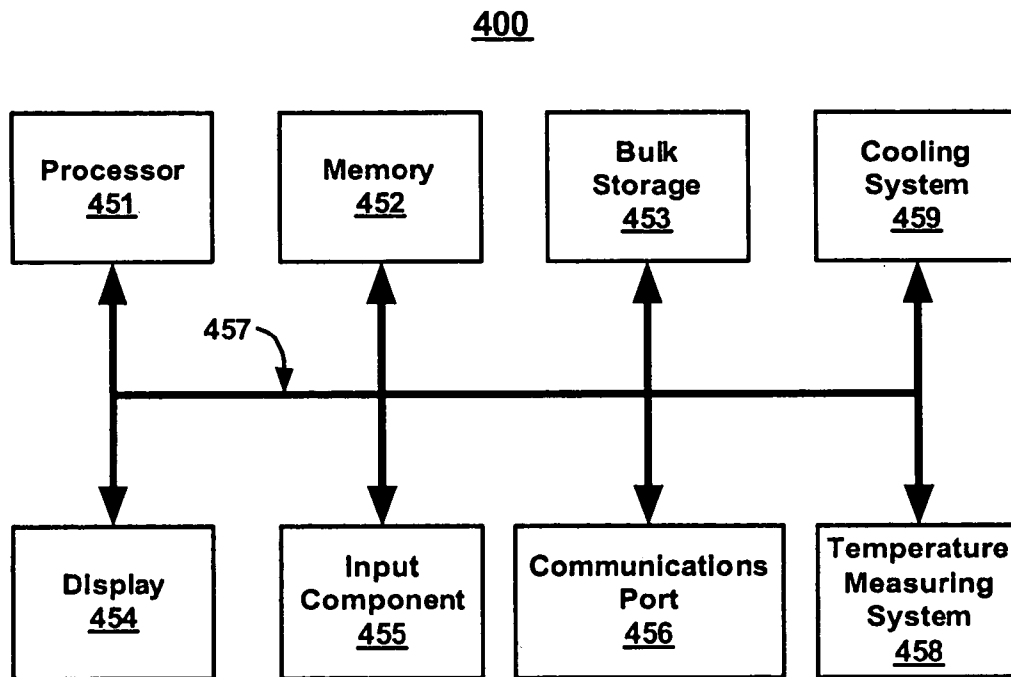 400
Processor
451
Memory
452
Bulk
Storage
453
Cooling
System
459
457
Display
454
Input
Component
455
Communications
Port
456
Temperature
Measuring
System
458